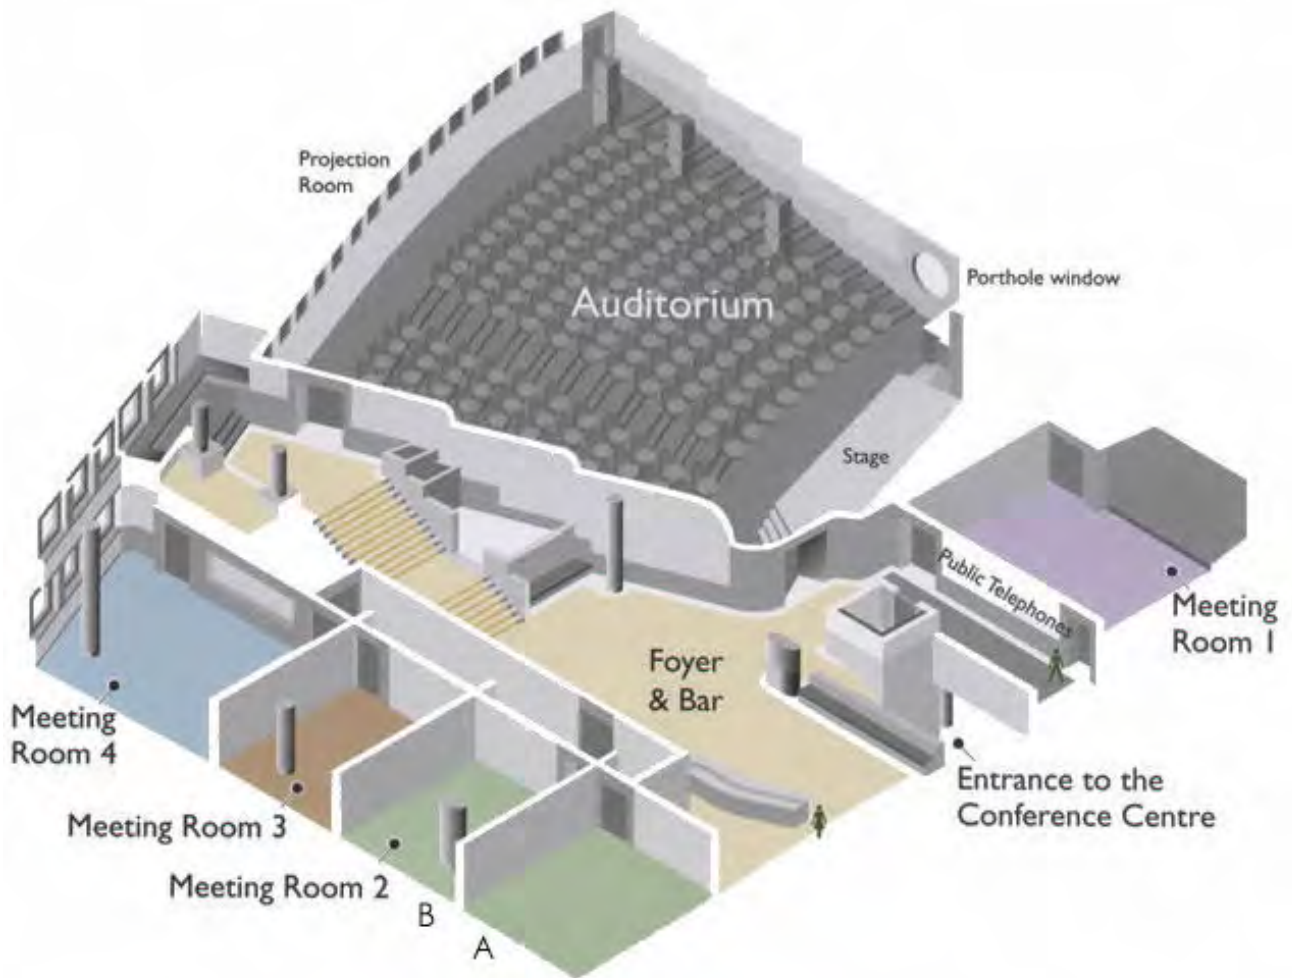 Projection
Room
Auditorium
Porthole window
Stage
Public Telephones
Meeting
Room 1
Foyer
& Bar
Meeting
Room 4
Entrance to the
Conference Centre
Meeting Room 3
Meeting Room 2
B
A